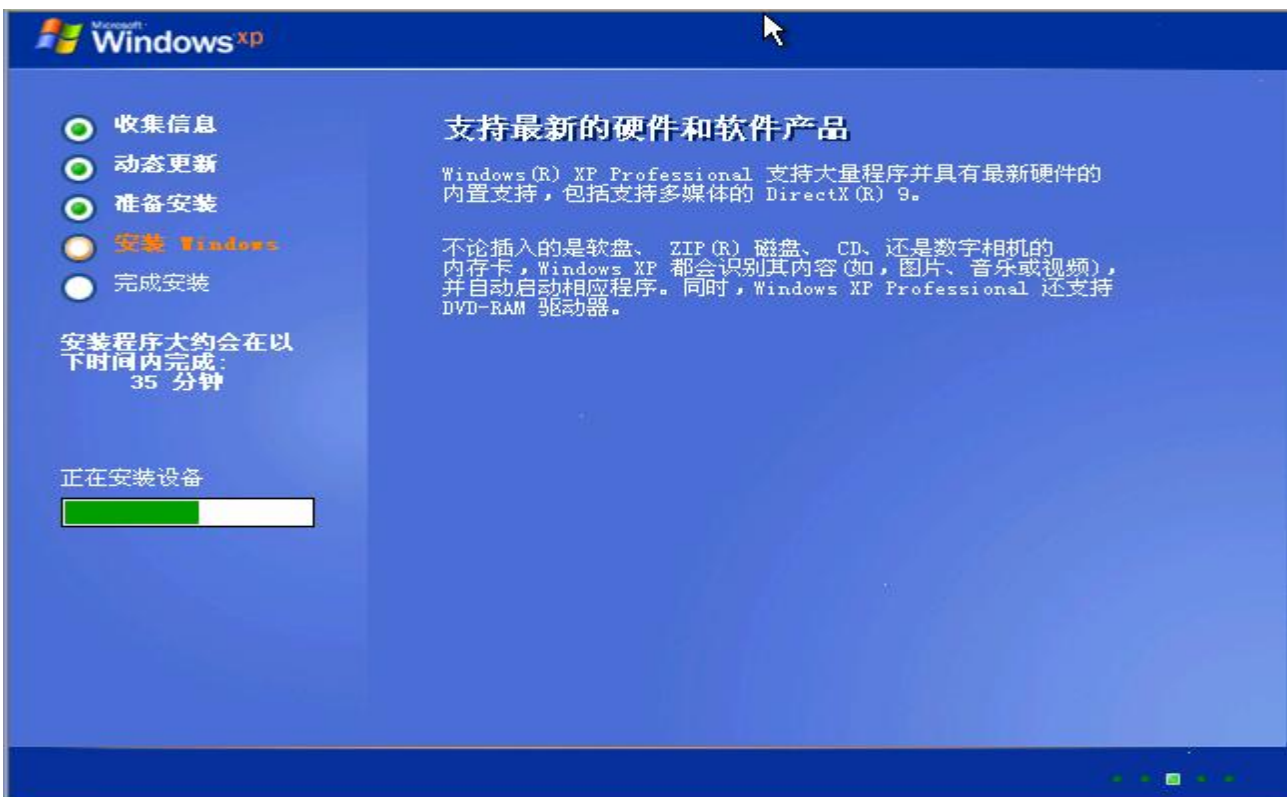 Microsoft
Windows xp
收集信息
动态更新
准备安装
安装 Windows
完成安装
安装程序大约会在以
下时间内完成:
35 分钟
正在安装设备
支持最新的硬件和软件产品
Windows(R) XP Professional 支持大量程序并具有最新硬件的
内置支持，包括支持多媒体的 DirectX(R) 9。
不论插入的是软盘、 ZIP(R) 磁盘、 CD、还是数字相机的
内存卡，Windows XP 都会识别其内容(如，图片、音乐或视频)，
并自动启动相应程序。同时，Windows XP Professional 还支持
DVD-RAM 驱动器。